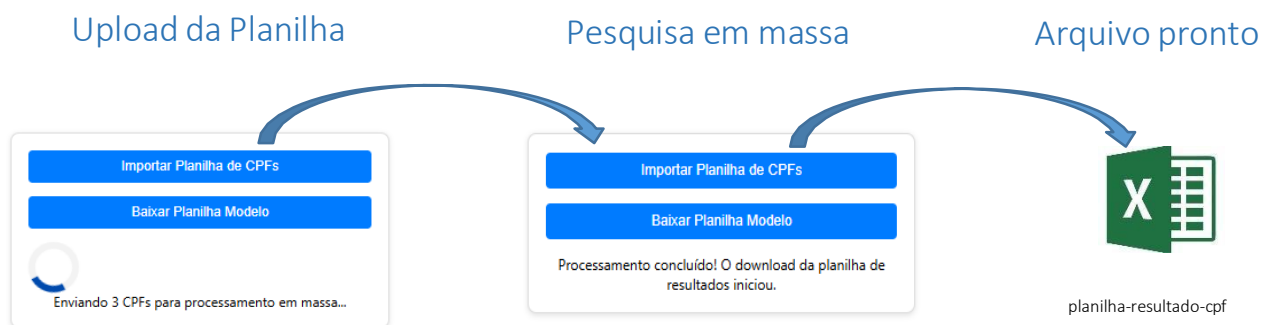 Upload da Planilha
Pesquisa em massa
Arquivo pronto
Importar Planilha de CPFs
Baixar Planilha Modelo
Enviando 3 CPFs para processamento em massa...
Importar Planilha de CPFs
Baixar Planilha Modelo
Processamento concluído! O download da planilha de
resultados iniciou.
X
planilha-resultado-cpf